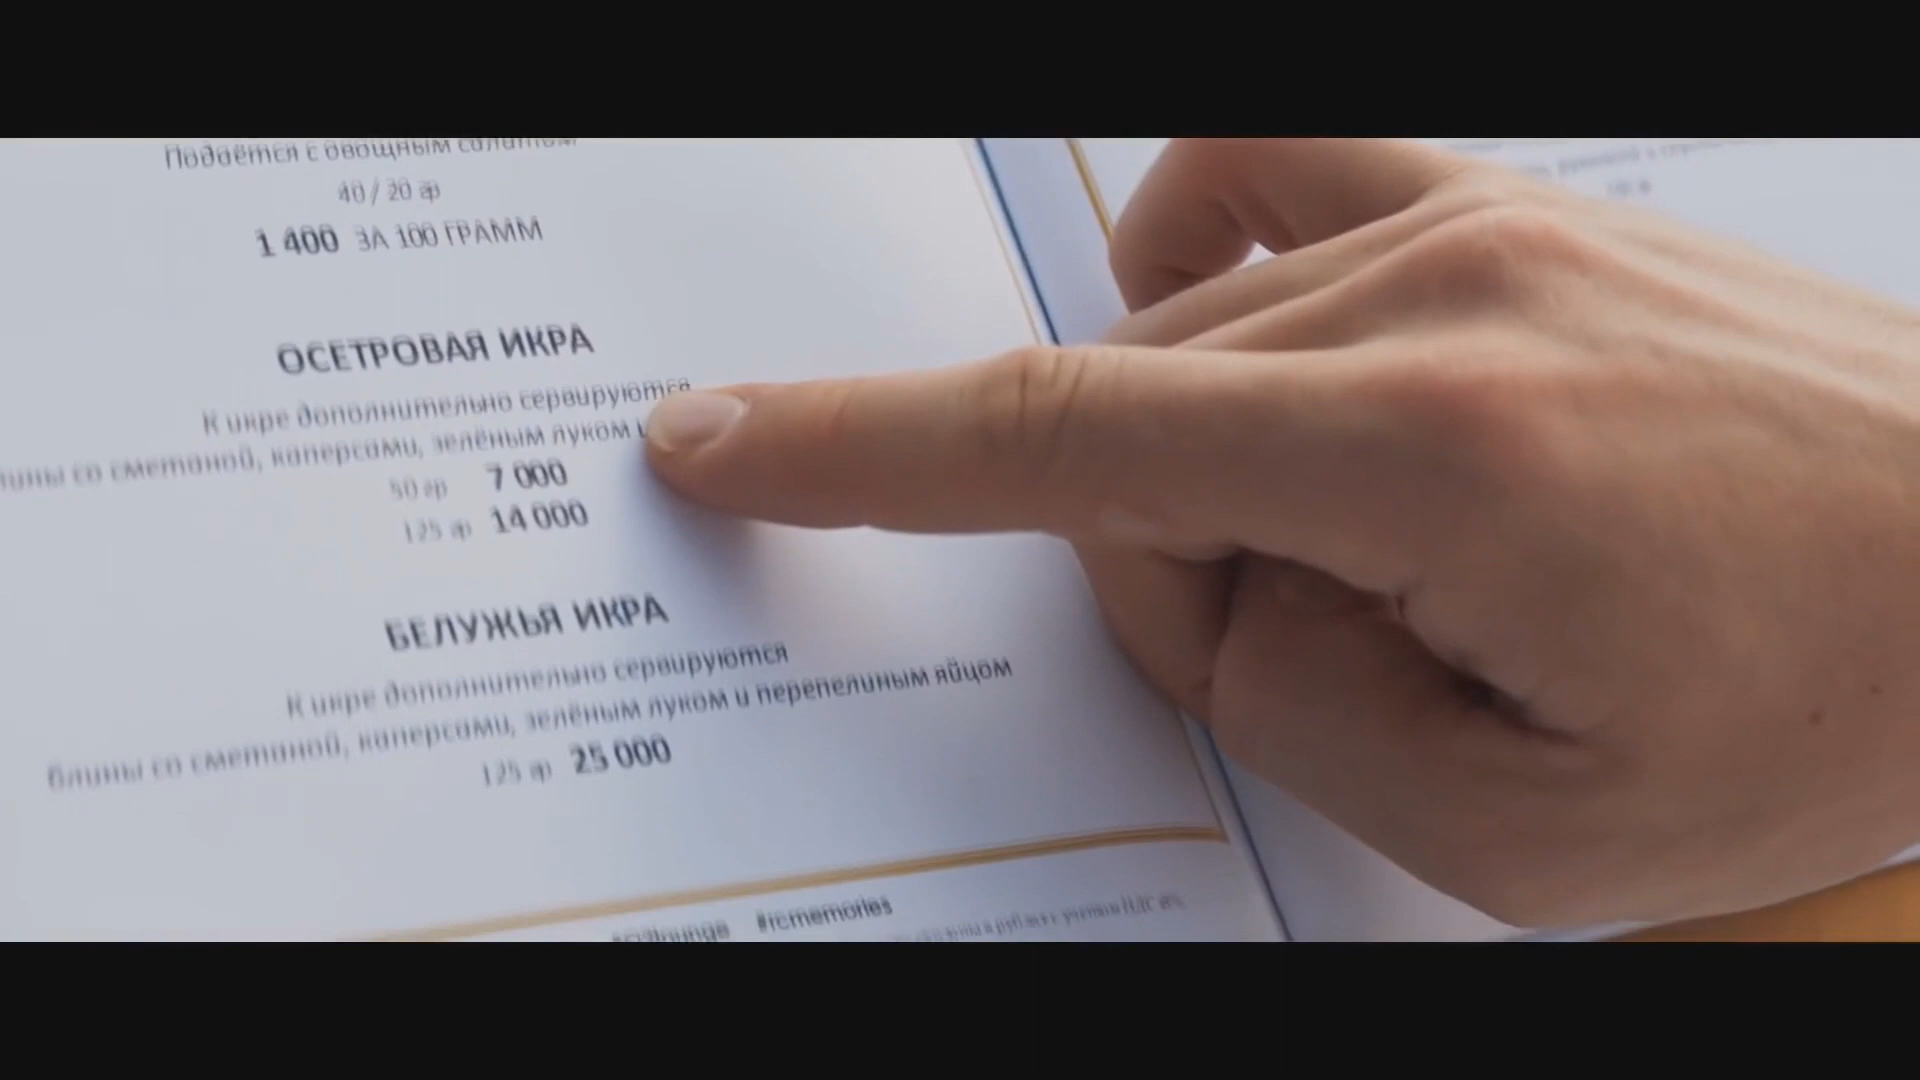 Подаётся с овощным салатом
40 / 20 гр
1 400 ЗА 100 ГРАММ
ОСЕТРОВАЯ ИКРА
К икре дополнительно сервируются
со сметаной, каперсами, зелёным луком
50 гр 7 000
125 гр 14 000
БЕЛУЖЬЯ ИКРА
К икре дополнительно сервируются
блины со сметаной, каперсами, зелёным луком и перепелиным яйцом
125 гр 25 000
#rcmemories